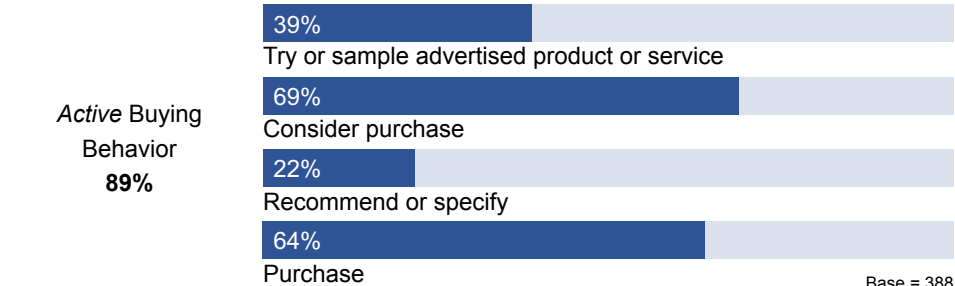 Active Buying
Behavior
89%
39%
Try or sample advertised product or service
69%
Consider purchase
22%
Recommend or specify
64%
Purchase
Base = 388